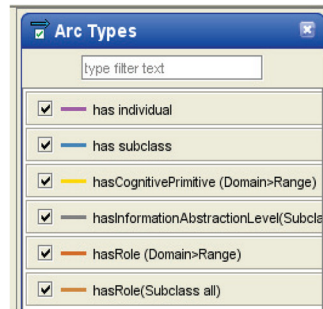 Arc Types
type filter text
has individual
has subclass
hasCognitivePrimitive (Domain>Range)
hasInformationAbstractionLevel(Subcla
hasRole (Domain>Range)
hasRole(Subclass all)